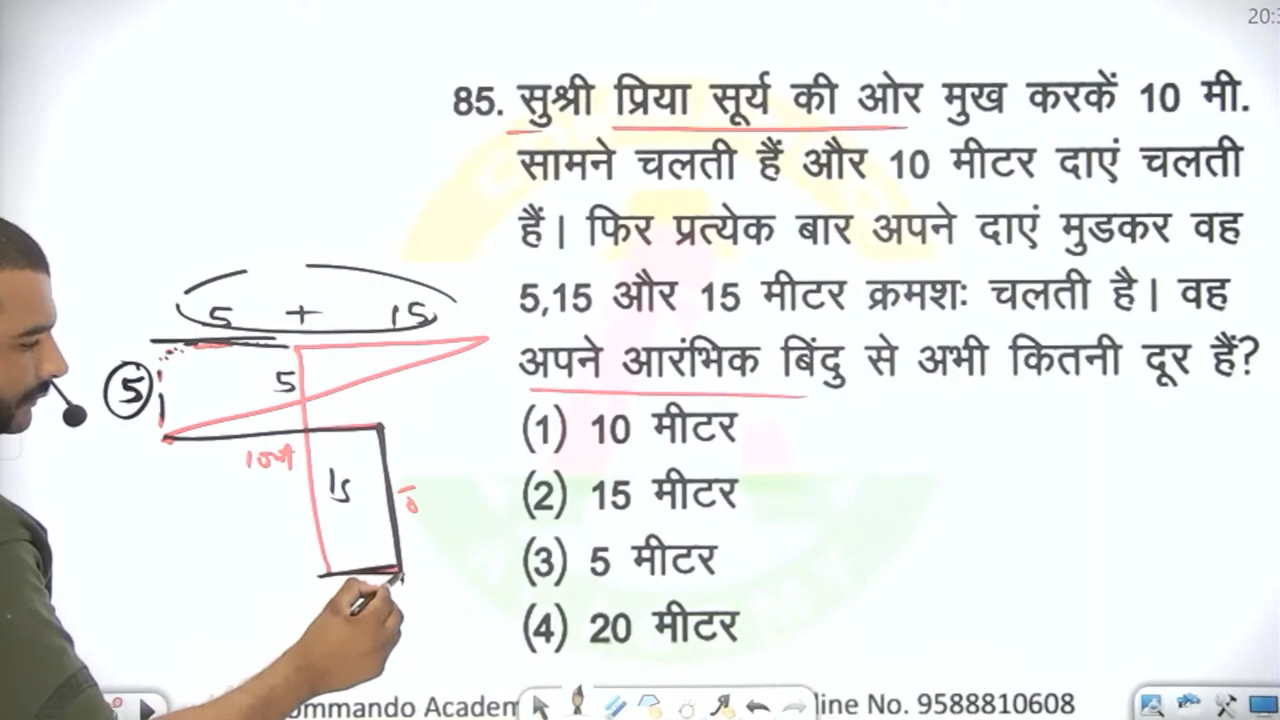 20:3
85. सुश्री प्रिया सूर्य की ओर मुख करकें 10 मी.
सामने चलती हैं और 10 मीटर दाएं चलती
हैं। फिर प्रत्येक बार अपने दाएं मुडकर वह
5,15 और 15 मीटर क्रमशः चलती है। वह
अपने आरंभिक बिंदु से अभी कितनी दूर हैं?
(1) 10 मीटर
(2) 15 मीटर
(3) 5 मीटर
(4) 20 मीटर
5 + 15
5
5
10मी
15
ommando Academ
line No. 9588810608